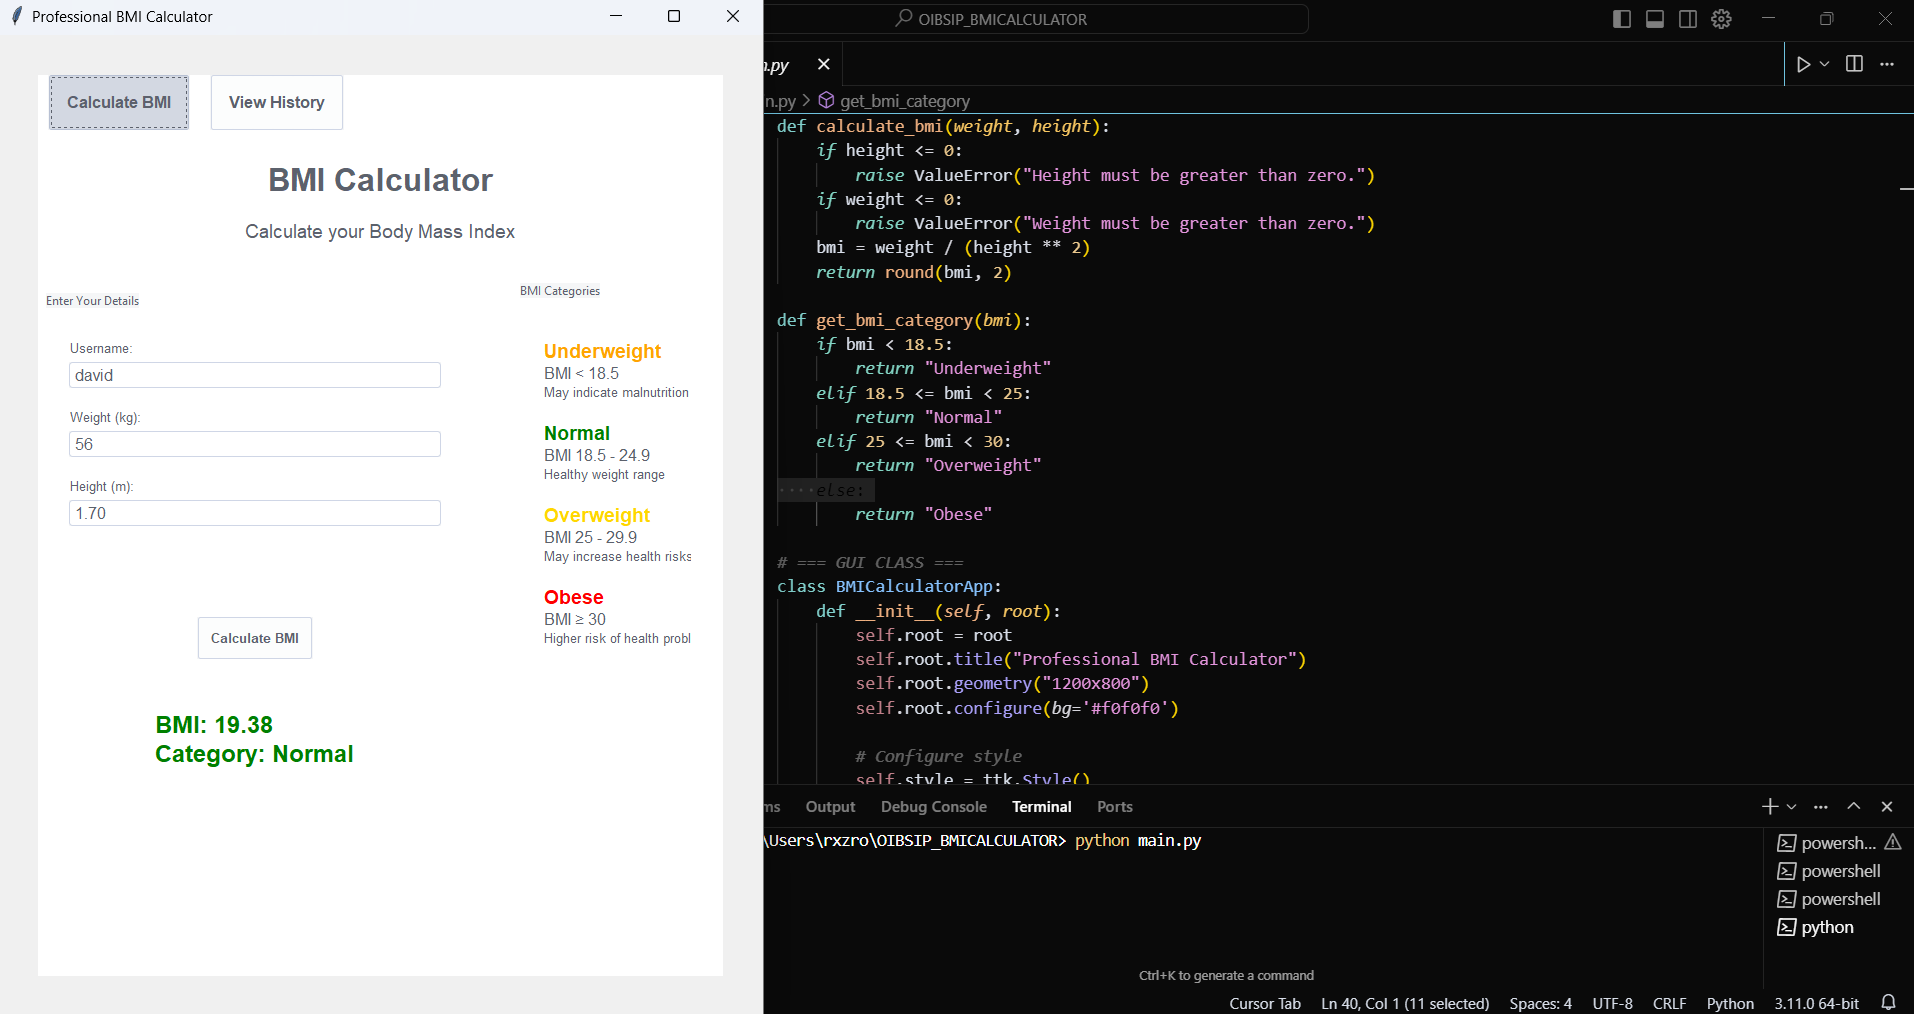 Professional BMI Calculator
Calculate BMI
View History
BMI Calculator
Calculate your Body Mass Index
Enter Your Details
Username:
david
Weight (kg):
56
Height (m):
1.70
Calculate BMI
BMI: 19.38
Category: Normal
BMI Categories
Underweight
BMI < 18.5
May indicate malnutrition
Normal
BMI 18.5 - 24.9
Healthy weight range
Overweight
BMI 25 - 29.9
May increase health risks
Obese
BMI ≥ 30
Higher risk of health probl
OIBSIP_BMICALCULATOR
n.py
n.py > get_bmi_category
def calculate_bmi(weight, height):
    if height <= 0:
        raise ValueError("Height must be greater than zero.")
    if weight <= 0:
        raise ValueError("Weight must be greater than zero.")
    bmi = weight / (height ** 2)
    return round(bmi, 2)
def get_bmi_category(bmi):
    if bmi < 18.5:
        return "Underweight"
    elif 18.5 <= bmi < 25:
        return "Normal"
    elif 25 <= bmi < 30:
        return "Overweight"
    else:
        return "Obese"
# === GUI CLASS ===
class BMICalculatorApp:
    def __init__(self, root):
        self.root = root
        self.root.title("Professional BMI Calculator")
        self.root.geometry("1200x800")
        self.root.configure(bg='#f0f0f0')
        # Configure style
        self.style = ttk.Style()
ms Output Debug Console Terminal Ports
\Users\rxzro\OIBSIP_BMICALCULATOR> python main.py
powersh...
powershell
powershell
python
Ctrl+K to generate a command
Cursor Tab Ln 40, Col 1 (11 selected) Spaces: 4 UTF-8 CRLF Python 3.11.0 64-bit